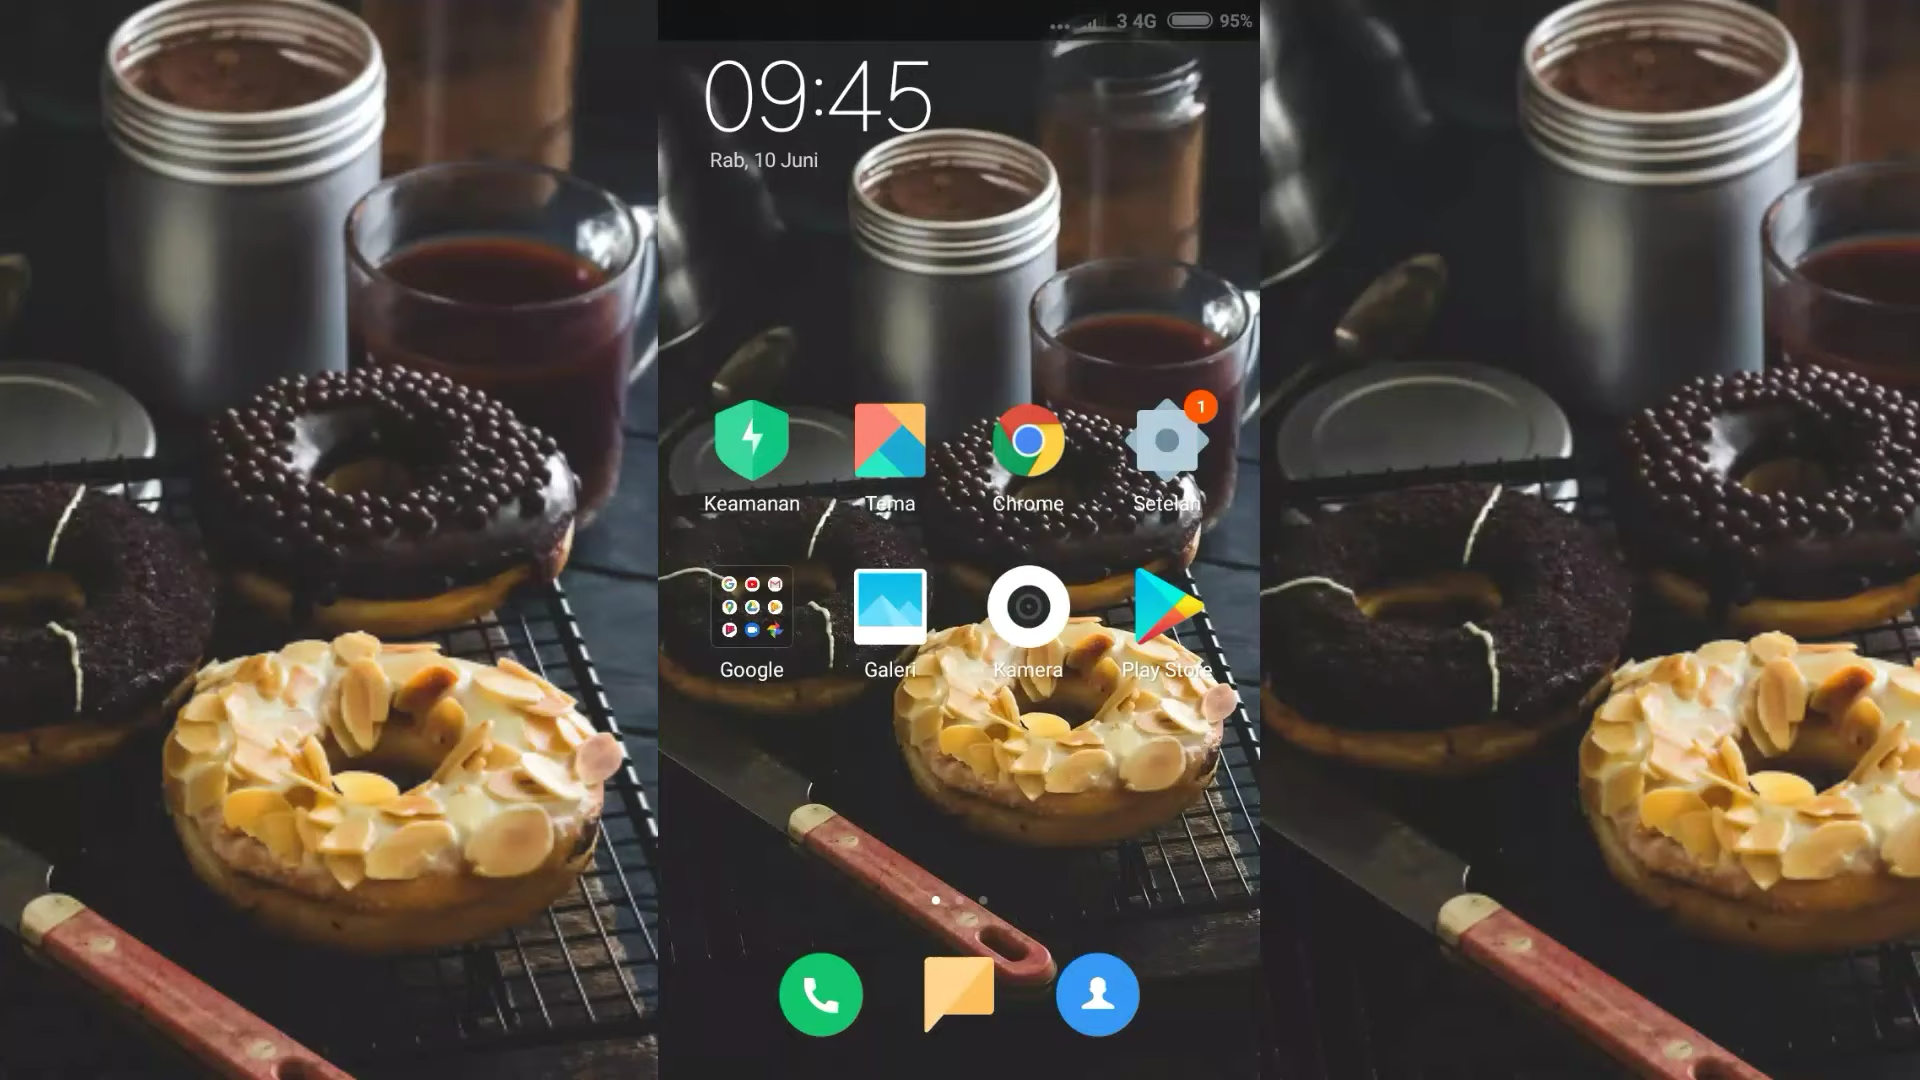 3 4G 95%
09:45
Rab, 10 Juni
1
Keamanan Tema Chrome Setelan
Google Galeri Kamera Play Store